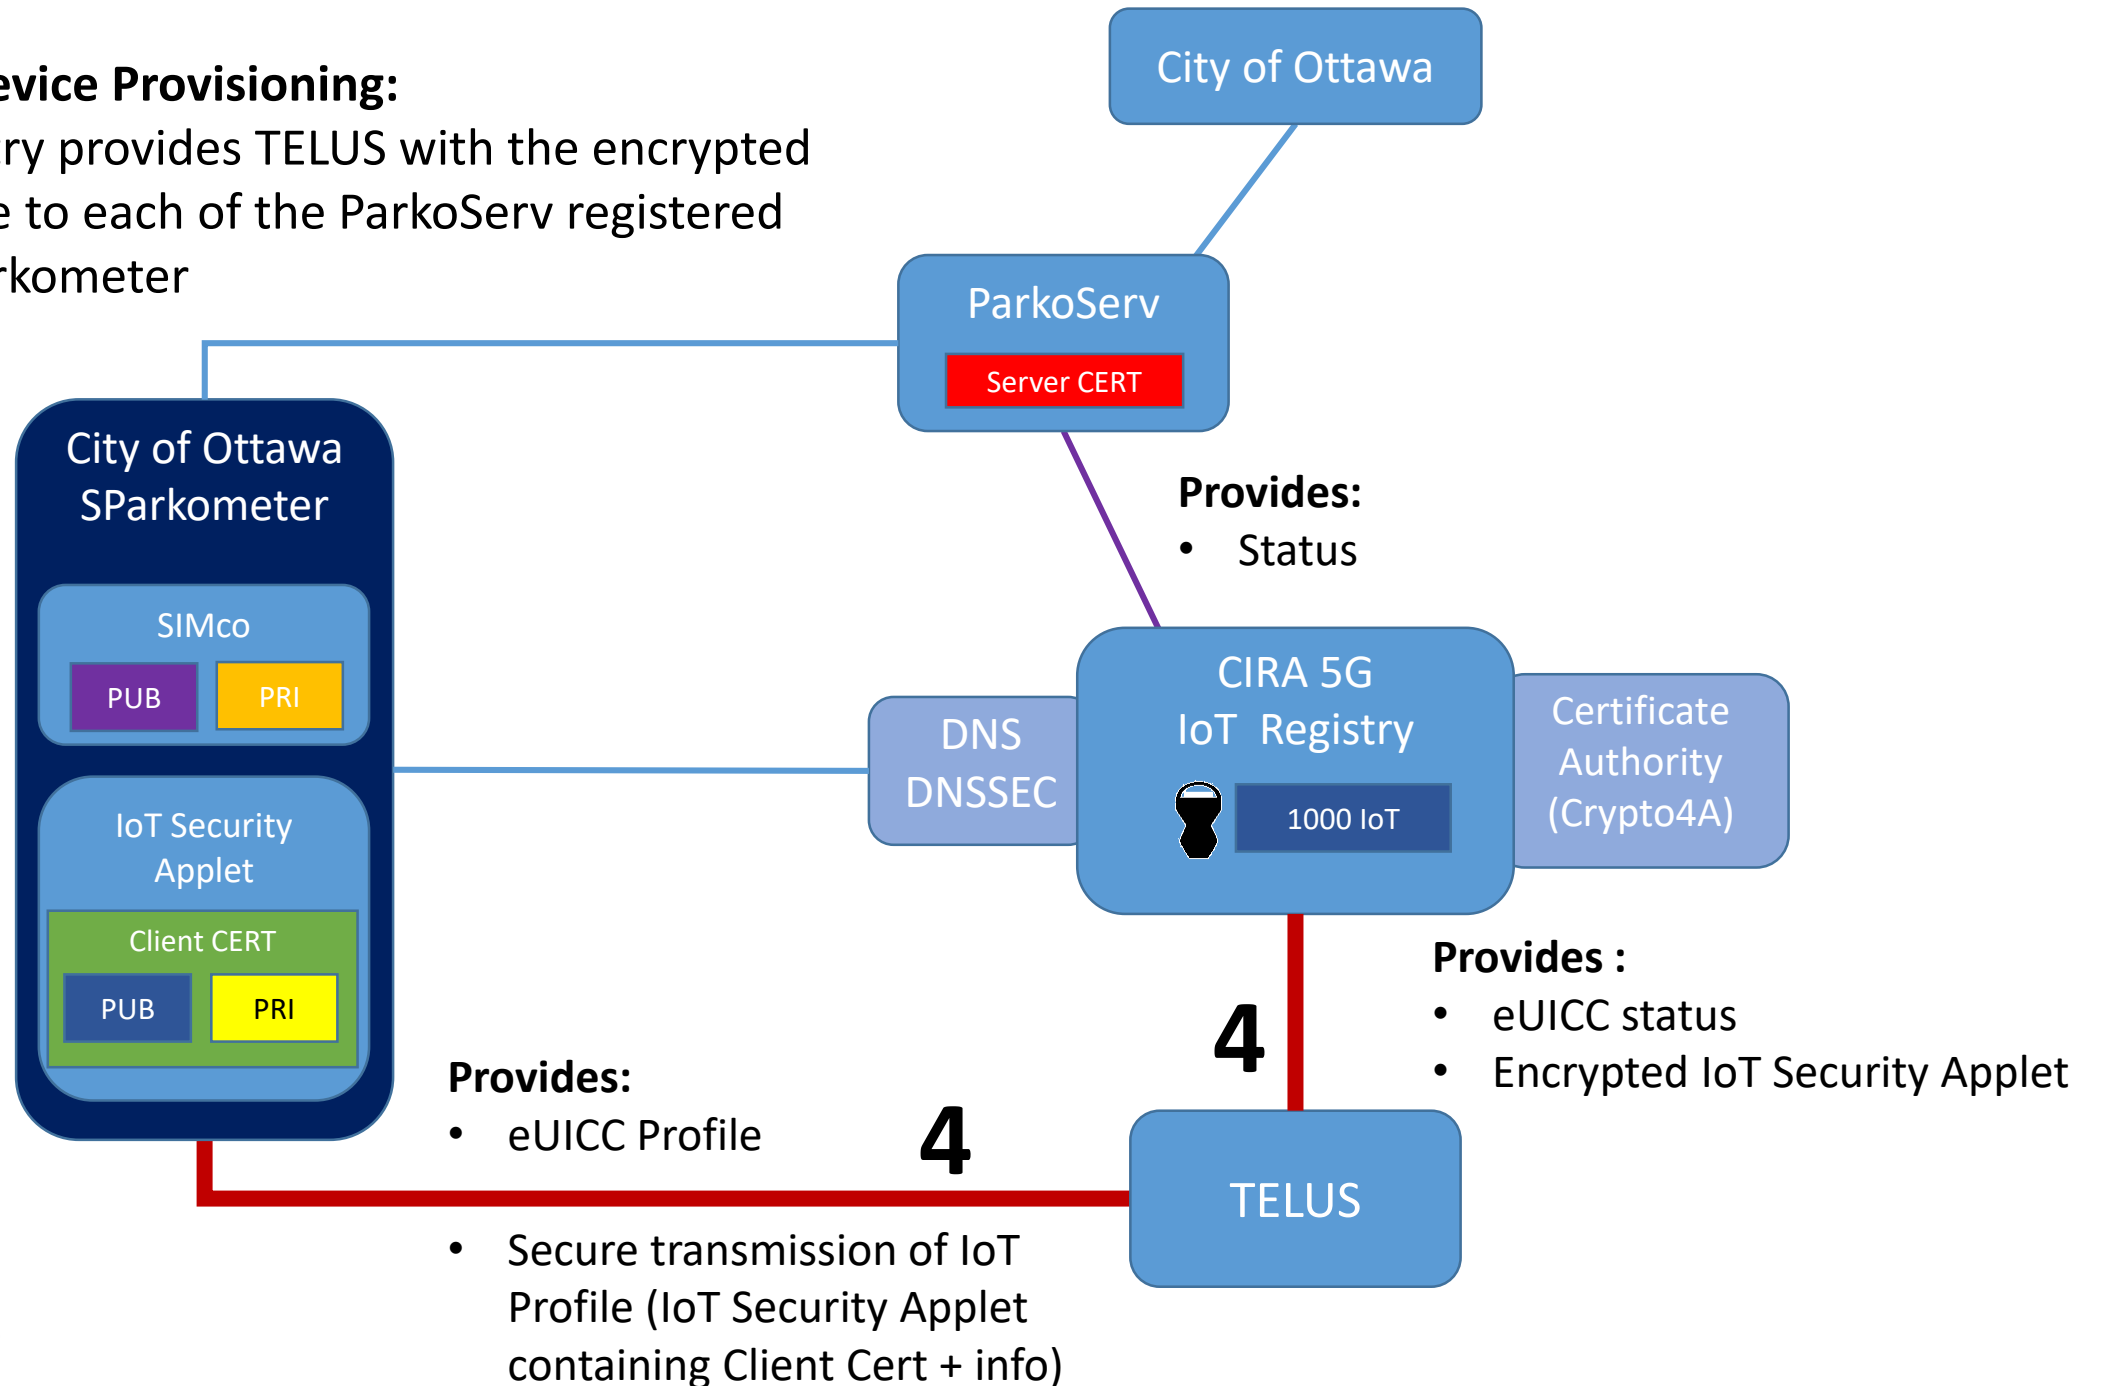 City of Ottawa
evice Provisioning:
try provides TELUS with the encrypted
e to each of the ParkoServ registered
rkometer
ParkoServ
Server CERT
City of Ottawa
SParkometer
Provides:
• Status
SIMco
PUB
PRI
CIRA 5G
IoT Registry
1000 IoT
DNS
DNSSEC
Certificate
Authority
(Crypto4A)
IoT Security
Applet
Client CERT
PUB
PRI
Provides :
• eUICC status
• Encrypted IoT Security Applet
4
Provides:
• eUICC Profile
4
TELUS
• Secure transmission of IoT
Profile (IoT Security Applet
containing Client Cert + info)